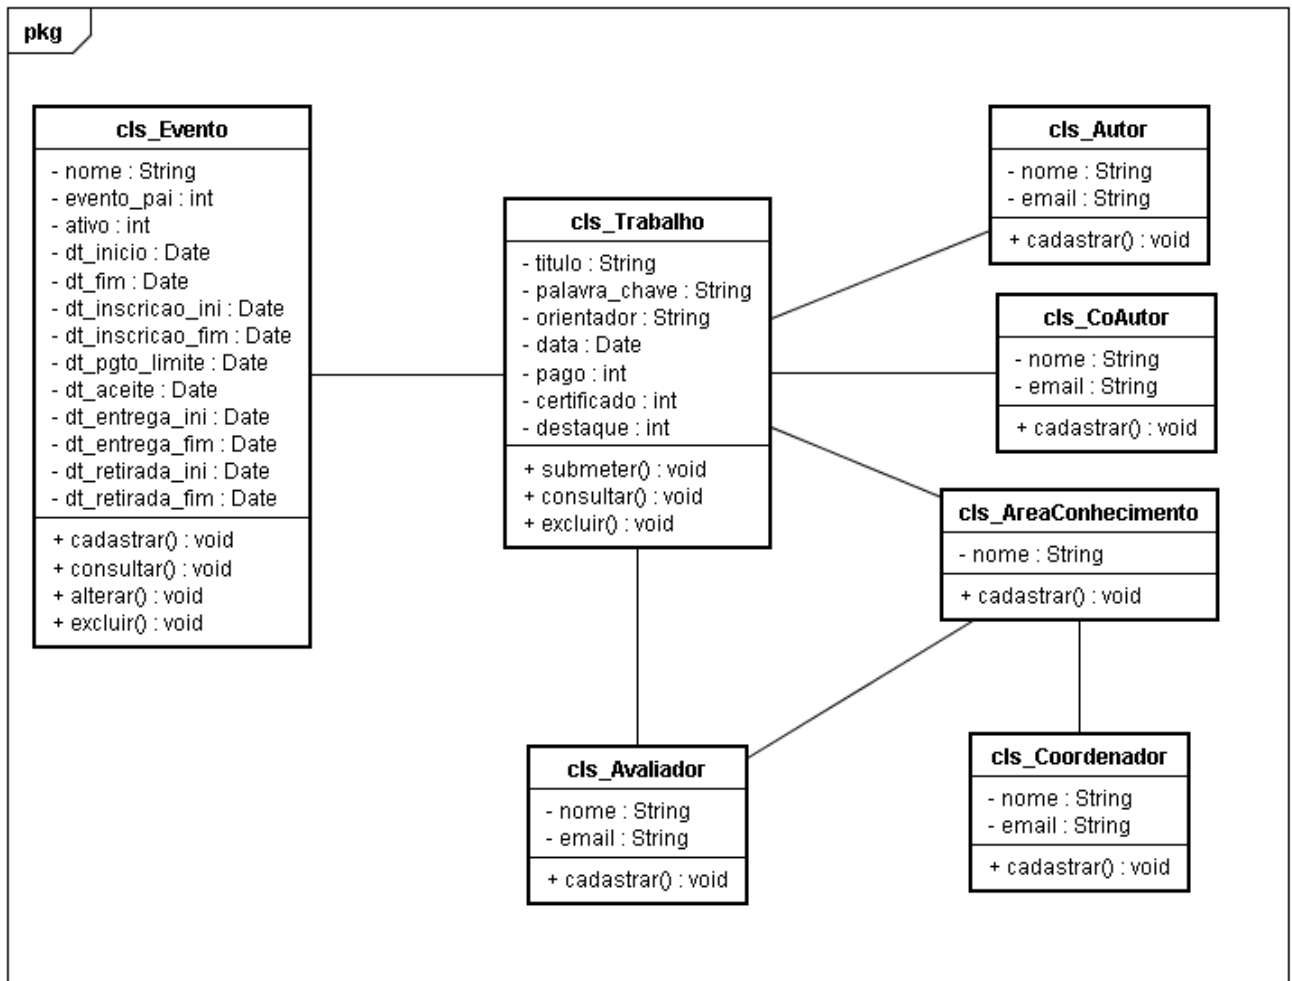 pkg
cls_Evento
- nome : String
- evento_pai : int
- ativo : int
- dt_inicio : Date
- dt_fim : Date
- dt_inscricao_ini : Date
- dt_inscricao_fim : Date
- dt_pgto_limite : Date
- dt_aceite : Date
- dt_entrega_ini : Date
- dt_entrega_fim : Date
- dt_retirada_ini : Date
- dt_retirada_fim : Date
+ cadastrar() : void
+ consultar() : void
+ alterar() : void
+ excluir() : void
cls_Trabalho
- titulo : String
- palavra_chave : String
- orientador : String
- data : Date
- pago : int
- certificado : int
- destaque : int
+ submeter() : void
+ consultar() : void
+ excluir() : void
cls_Autor
- nome : String
- email : String
+ cadastrar() : void
cls_CoAutor
- nome : String
- email : String
+ cadastrar() : void
cls_AreaConhecimento
- nome : String
+ cadastrar() : void
cls_Avaliador
- nome : String
- email : String
+ cadastrar() : void
cls_Coordenador
- nome : String
- email : String
+ cadastrar() : void